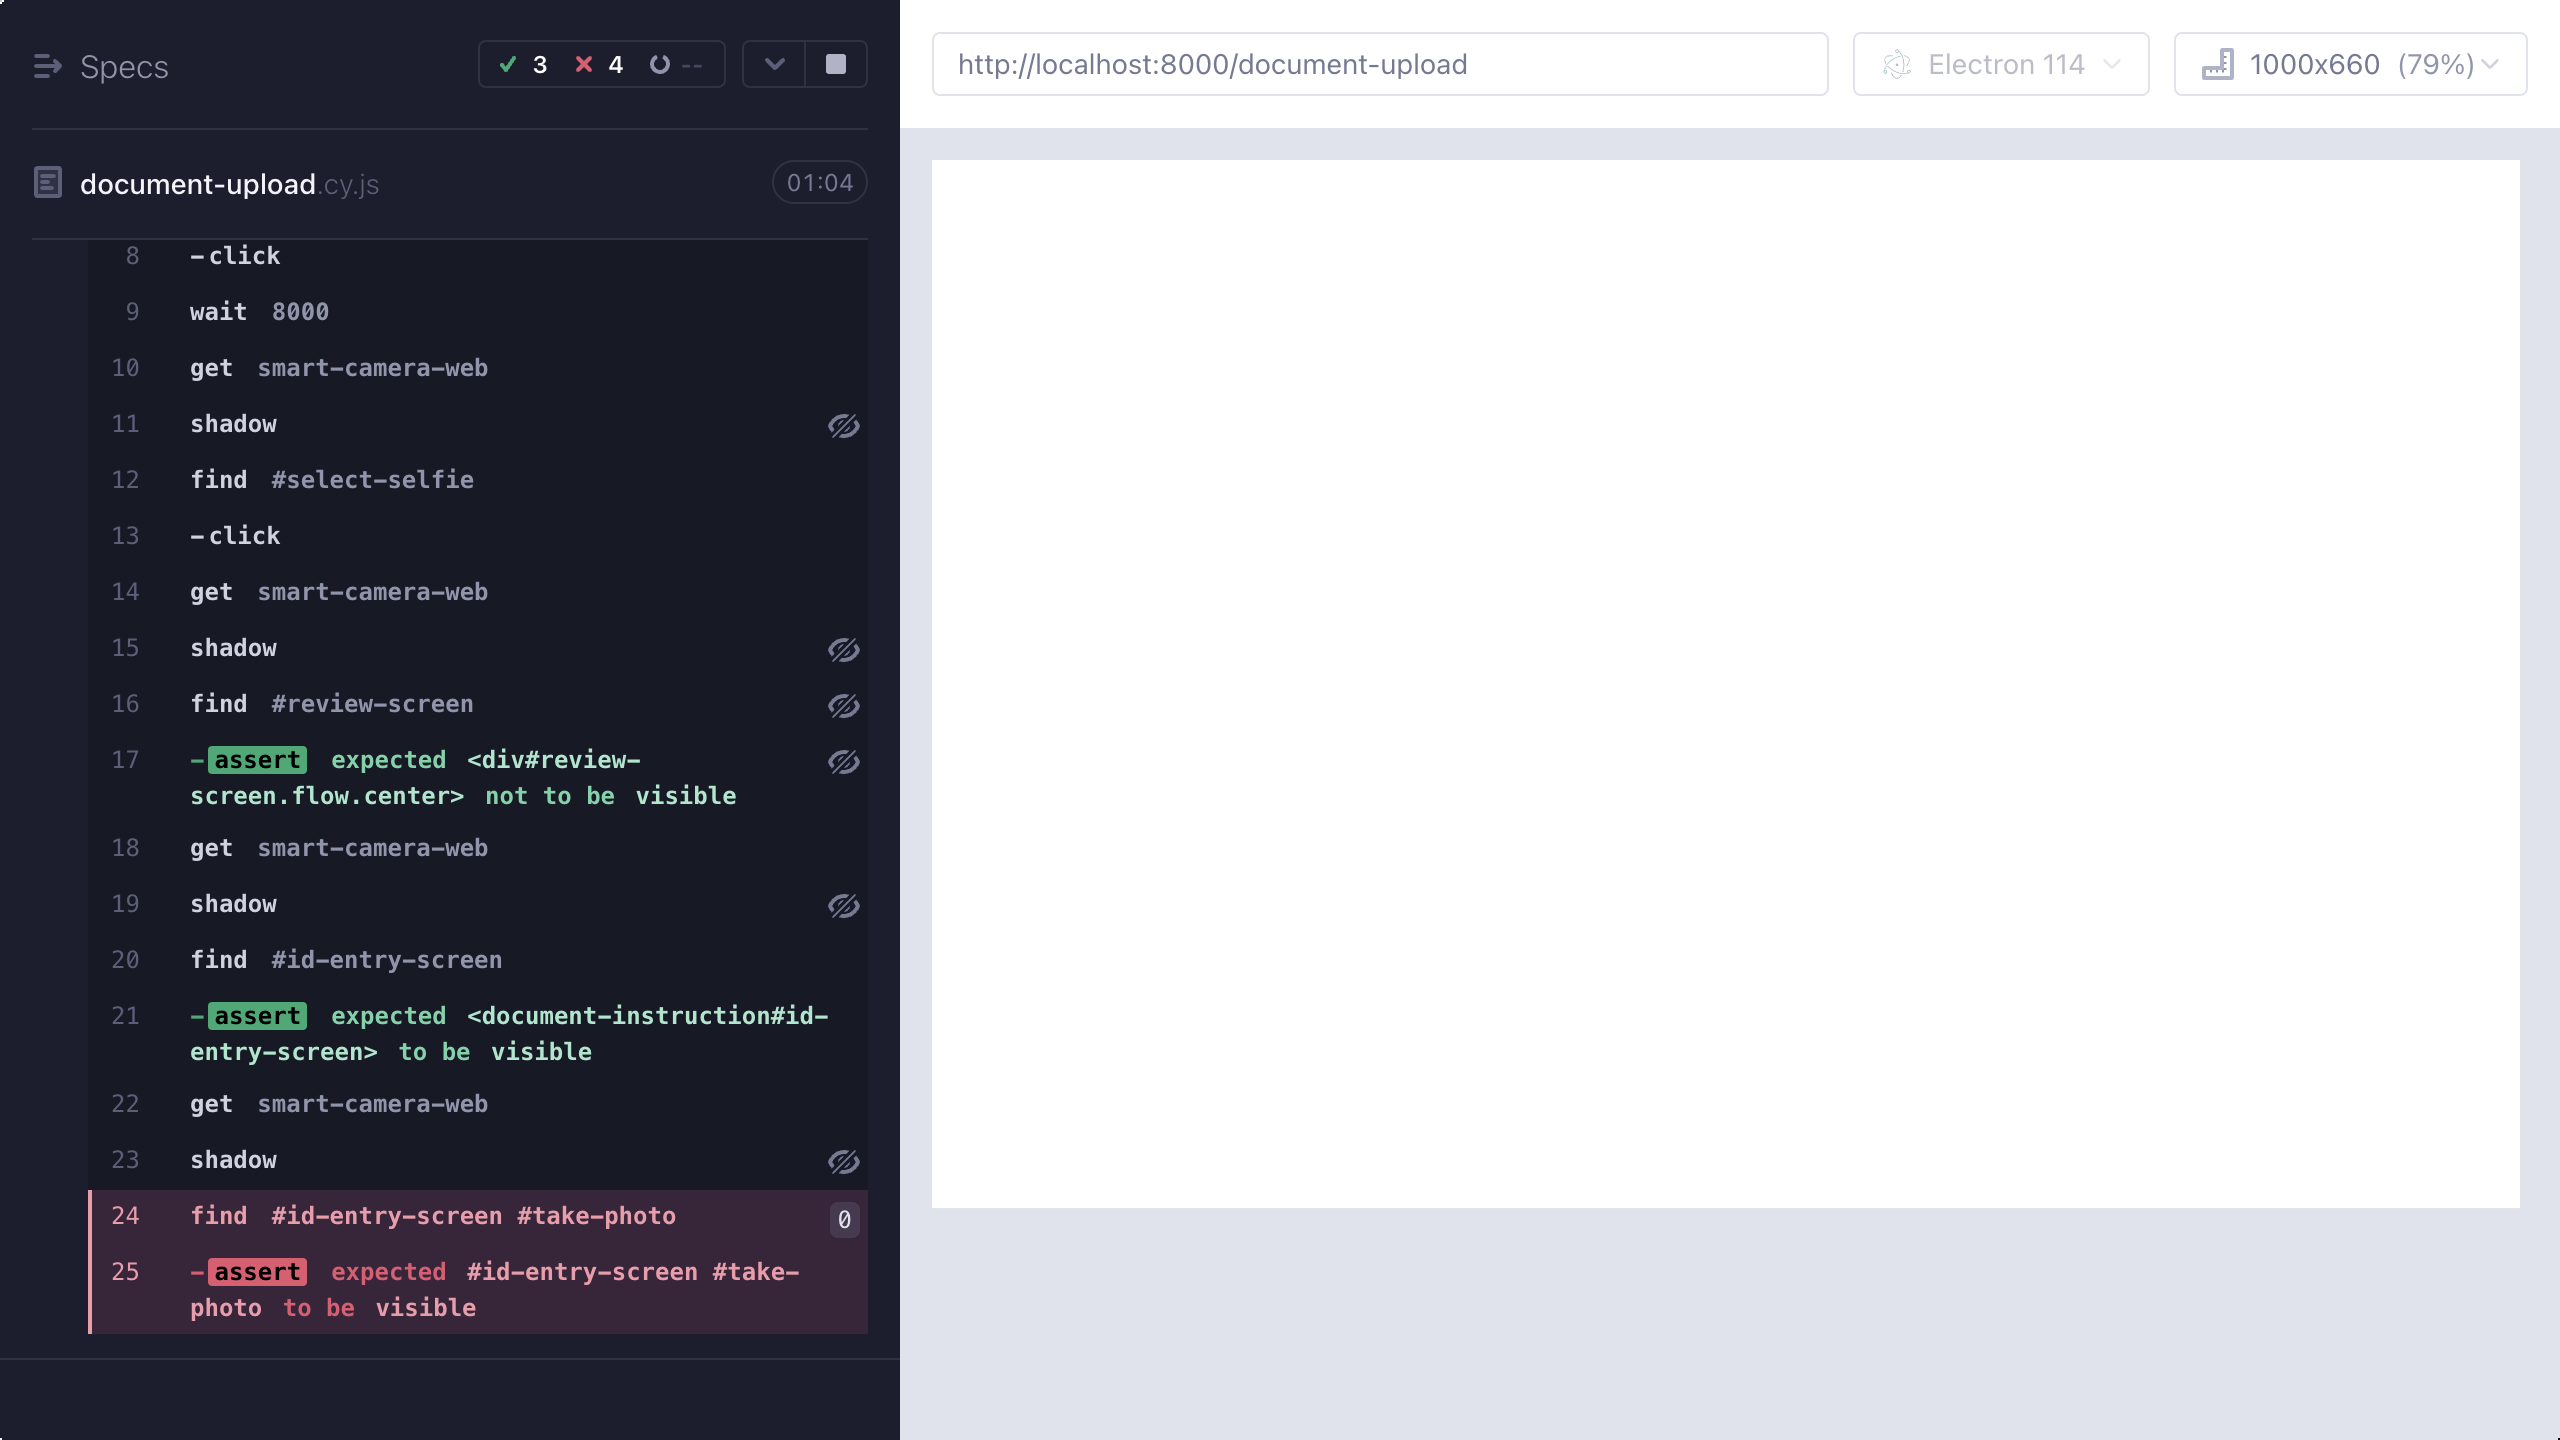 Specs
3
4
--
document-upload.cy.js
01:04
8 -click
9 wait 8000
10 get smart-camera-web
11 shadow
12 find #select-selfie
13 -click
14 get smart-camera-web
15 shadow
16 find #review-screen
17 -assert expected <div#review-
screen.flow.center> not to be visible
18 get smart-camera-web
19 shadow
20 find #id-entry-screen
21 -assert expected <document-instruction#id-
entry-screen> to be visible
22 get smart-camera-web
23 shadow
24 find #id-entry-screen #take-photo 0
25 -assert expected #id-entry-screen #take-
photo to be visible
http://localhost:8000/document-upload
Electron 114
1000x660 (79%)